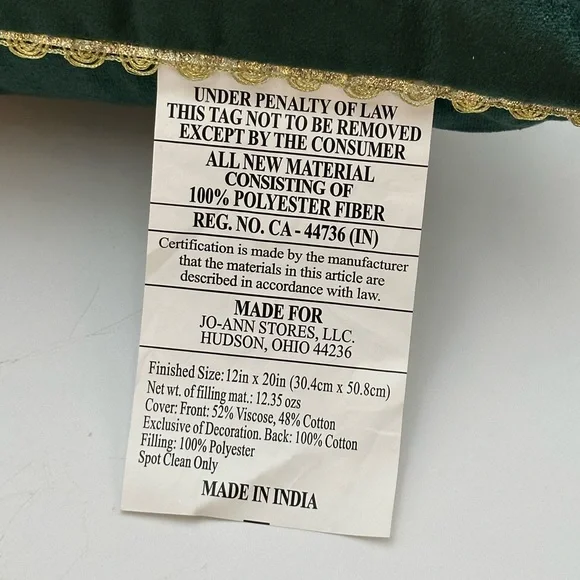 UNDER PENALTY OF LAW
THIS TAG NOT TO BE REMOVED
EXCEPT BY THE CONSUMER
ALL NEW MATERIAL
CONSISTING OF
100% POLYESTER FIBER
REG. NO. CA - 44736 (IN)
Certification is made by the manufacturer
that the materials in this article are
described in accordance with law.
MADE FOR
JO-ANN STORES, LLC.
HUDSON, OHIO 44236
Finished Size: 12in x 20in (30.4cm x 50.8cm)
Net wt. of filling mat.: 12.35 ozs
Cover: Front: 52% Viscose, 48% Cotton
Exclusive of Decoration. Back: 100% Cotton
Filling: 100% Polyester
Spot Clean Only
MADE IN INDIA